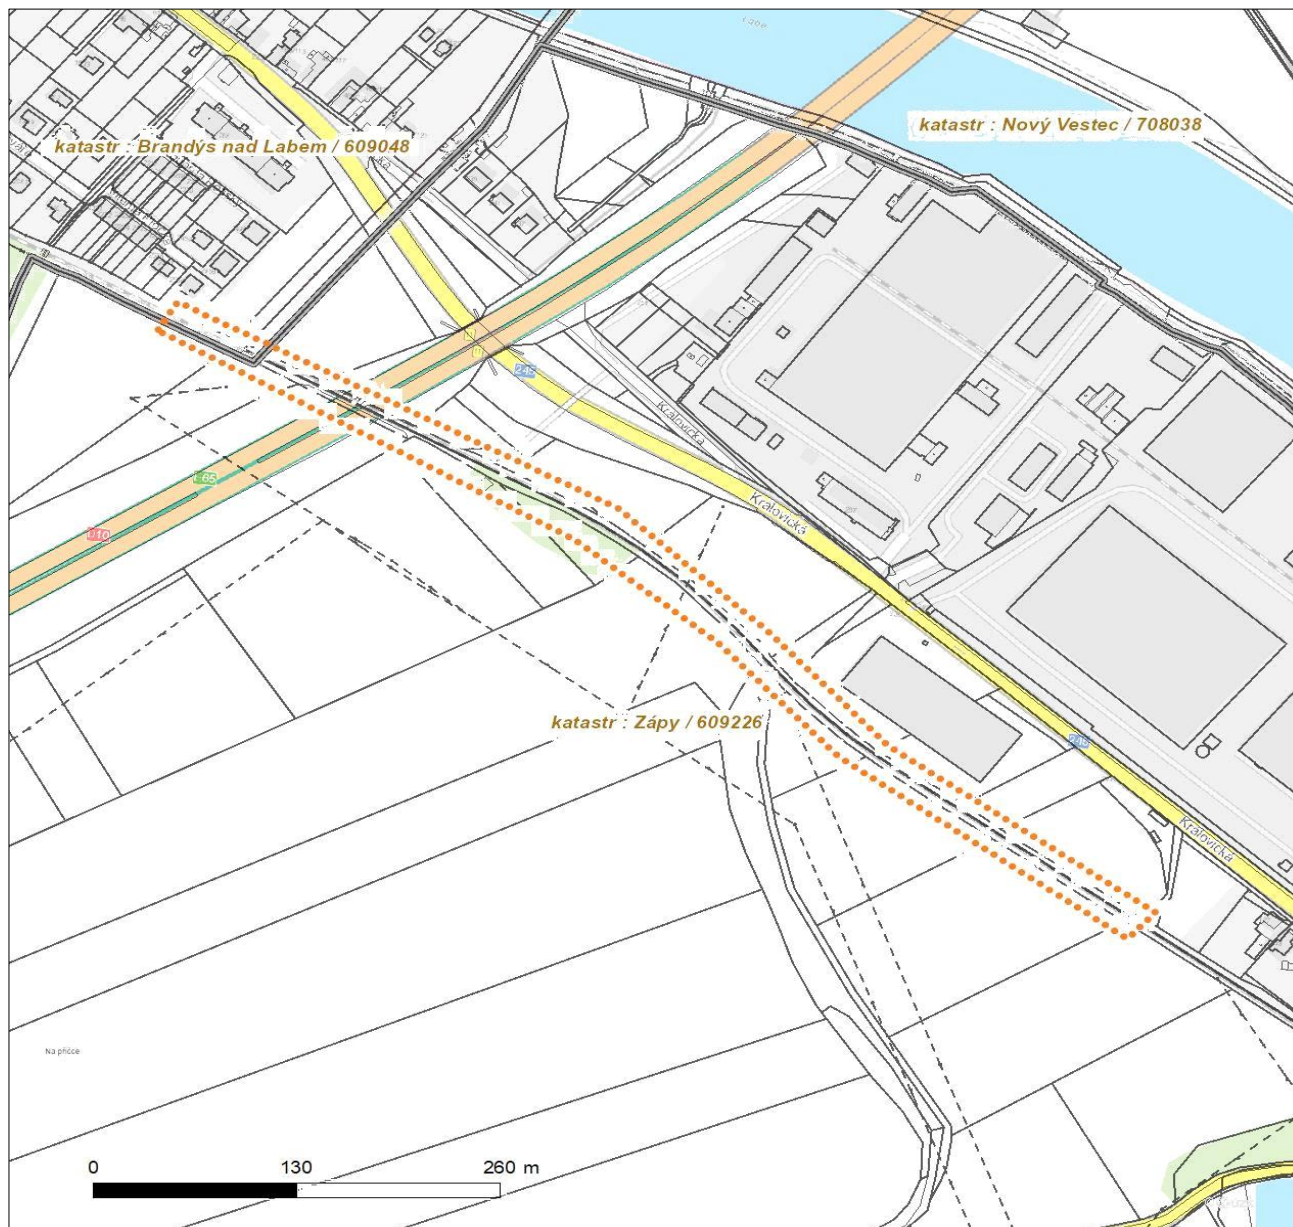 katastr : Nový Vestec / 708038
katastr : Brandýs nad Labem / 609048
245
Královická
E65
Královická
D10
katastr : Zápy / 609226
Královická
Na příčce
0 130 260 m